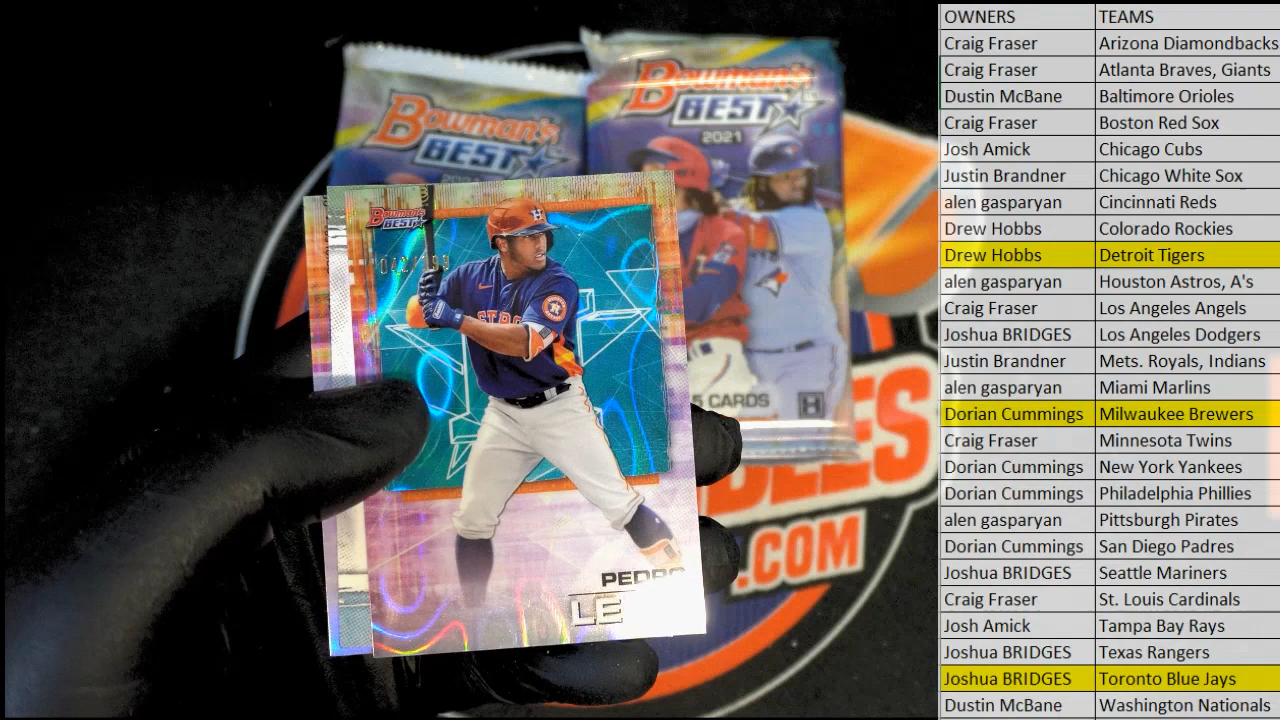 OWNERS TEAMS
Craig Fraser Arizona Diamondbacks
Craig Fraser Atlanta Braves, Giants
Dustin McBane Baltimore Orioles
Craig Fraser Boston Red Sox
Josh Amick Chicago Cubs
Justin Brandner Chicago White Sox
alen gasparyan Cincinnati Reds
Drew Hobbs Colorado Rockies
Drew Hobbs Detroit Tigers
alen gasparyan Houston Astros, A's
Craig Fraser Los Angeles Angels
Joshua BRIDGES Los Angeles Dodgers
Justin Brandner Mets. Royals, Indians
alen gasparyan Miami Marlins
Dorian Cummings Milwaukee Brewers
Craig Fraser Minnesota Twins
Dorian Cummings New York Yankees
Dorian Cummings Philadelphia Phillies
alen gasparyan Pittsburgh Pirates
Dorian Cummings San Diego Padres
Joshua BRIDGES Seattle Mariners
Craig Fraser St. Louis Cardinals
Josh Amick Tampa Bay Rays
Joshua BRIDGES Texas Rangers
Joshua BRIDGES Toronto Blue Jays
Dustin McBane Washington Nationals
Bowman's
BEST
Bowman's
BEST
2021
5 CARDS
H
Bowman's
BEST
H
PEDRO
LE
.COM